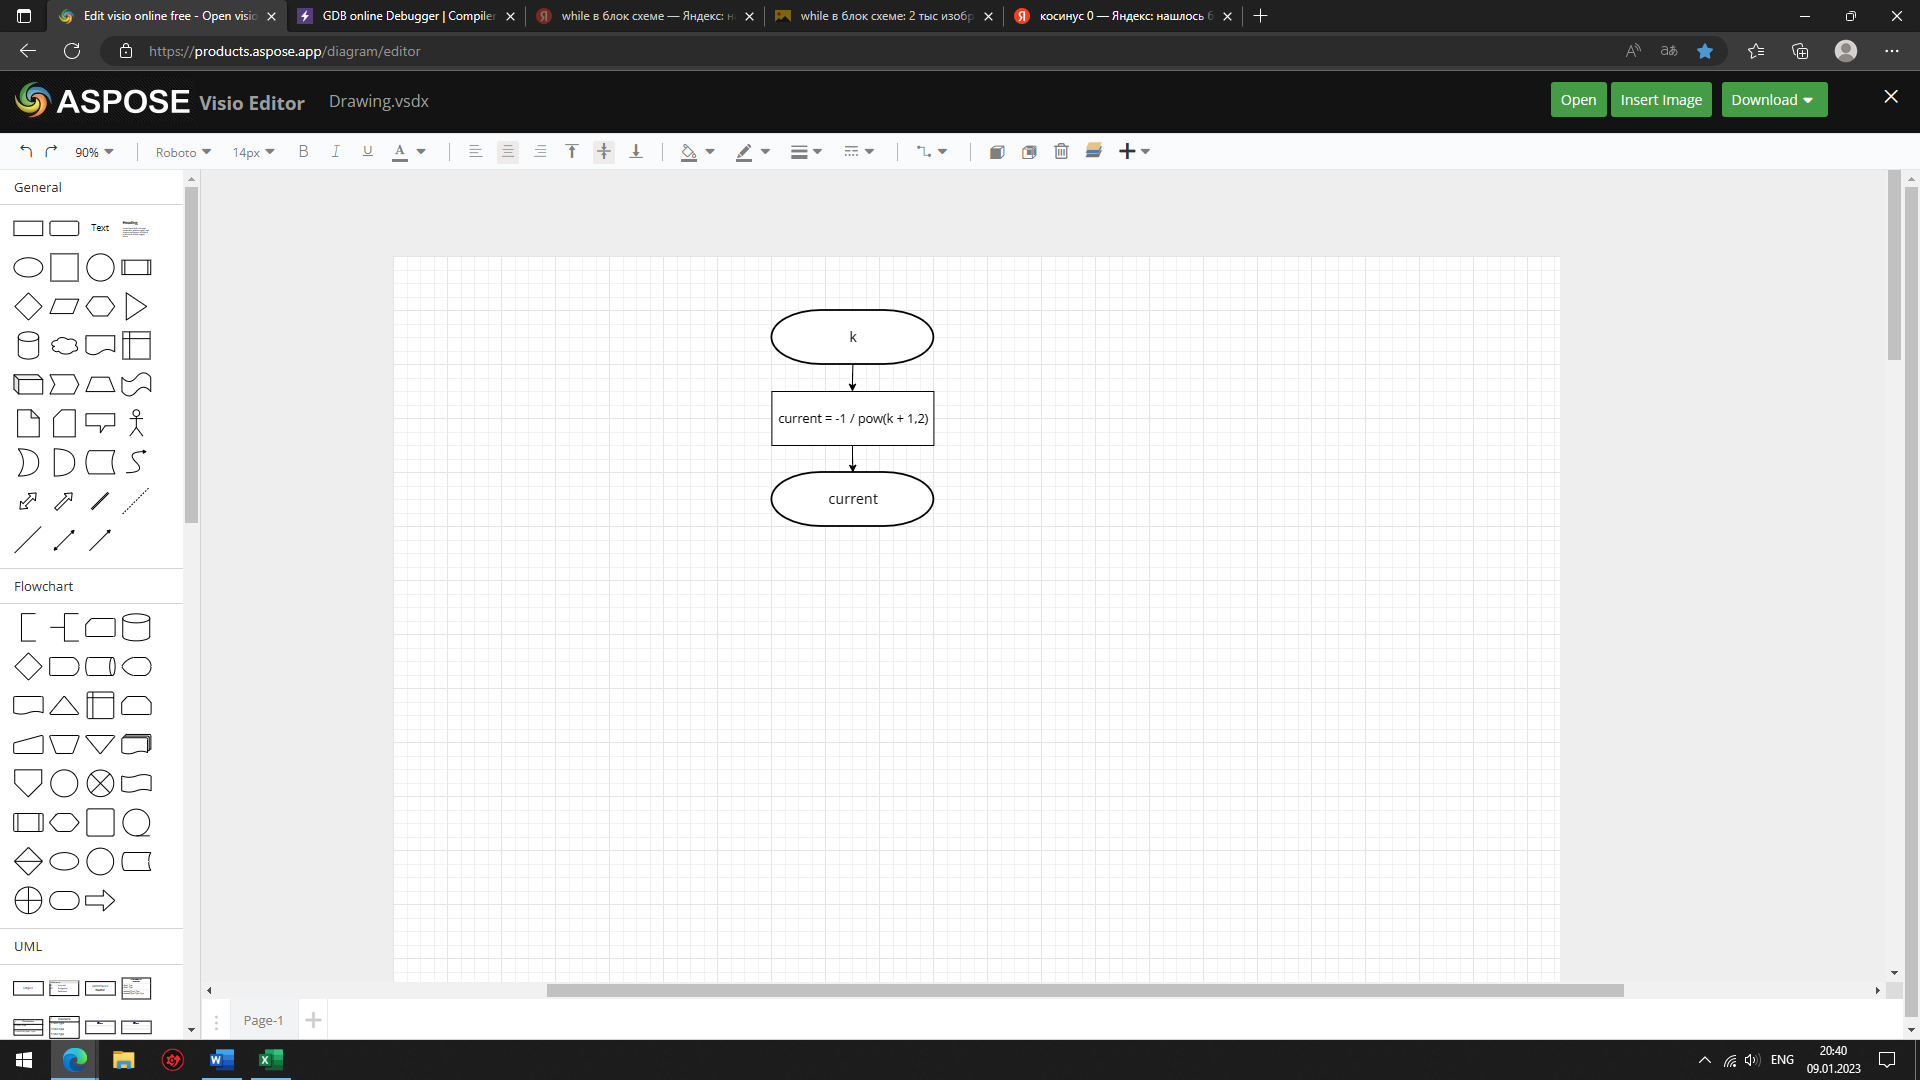 Edit visio online free - Open visio
GDB online Debugger | Compiler
while в блок схеме — Яндекс: н
while в блок схеме: 2 тыс изобр
косинус 0 — Яндекс: нашлось 6
https://products.aspose.app/diagram/editor
ASPOSE Visio Editor Drawing.vsdx
Open
Insert Image
Download
90%
Roboto
14px
B
I
U
A
General
Text
Heading
k
current = -1 / pow(k + 1,2)
current
Flowchart
UML
Page-1
ENG
20:40
09.01.2023